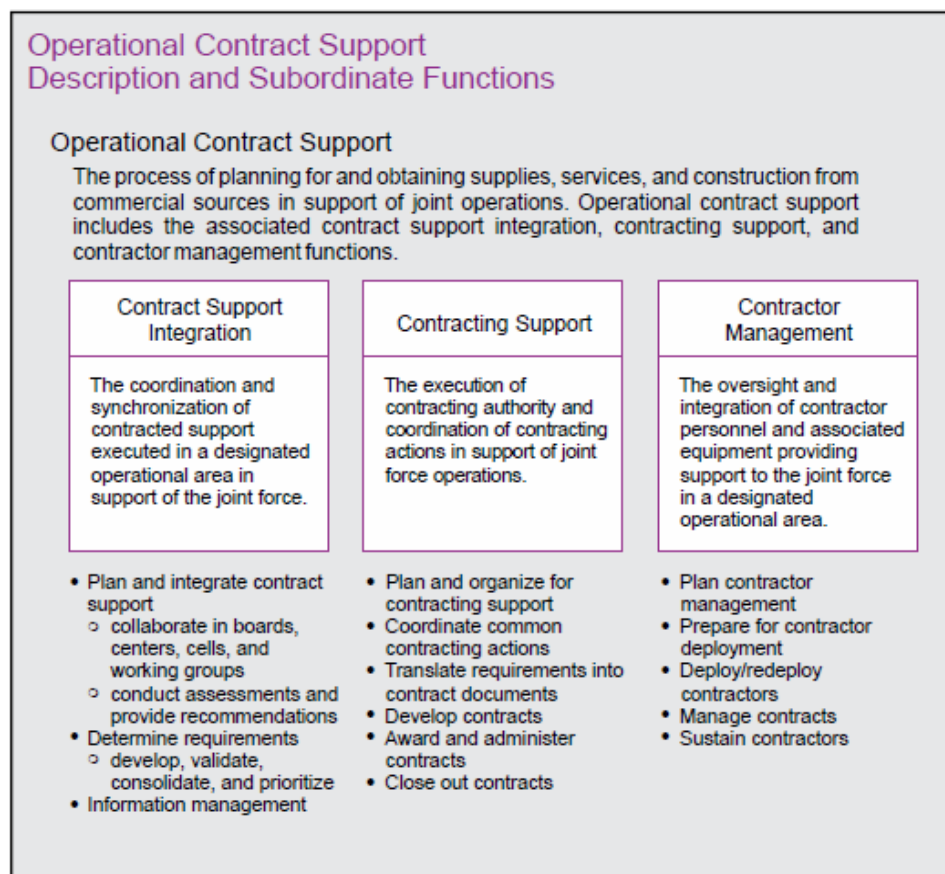 Operational Contract Support
Description and Subordinate Functions
Operational Contract Support
The process of planning for and obtaining supplies, services, and construction from
commercial sources in support of joint operations. Operational contract support
includes the associated contract support integration, contracting support, and
contractor management functions.
Contract Support
Integration
The coordination and
synchronization of
contracted support
executed in a designated
operational area in
support of the joint force.
• Plan and integrate contract
support
○ collaborate in boards,
centers, cells, and
working groups
○ conduct assessments and
provide recommendations
• Determine requirements
○ develop, validate,
consolidate, and prioritize
• Information management
Contracting Support
The execution of
contracting authority and
coordination of contracting
actions in support of joint
force operations.
• Plan and organize for
contracting support
• Coordinate common
contracting actions
• Translate requirements into
contract documents
• Develop contracts
• Award and administer
contracts
• Close out contracts
Contractor
Management
The oversight and
integration of contractor
personnel and associated
equipment providing
support to the joint force
in a designated
operational area.
• Plan contractor
management
• Prepare for contractor
deployment
• Deploy/redeploy
contractors
• Manage contracts
• Sustain contractors